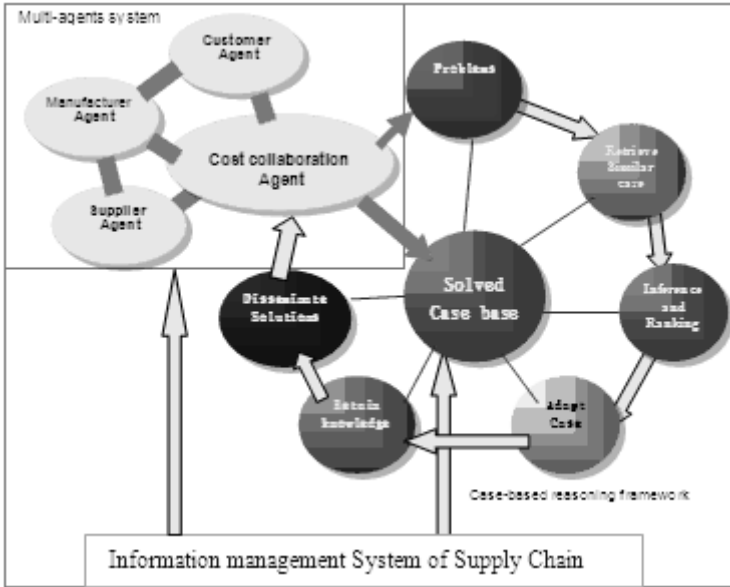 Multi-agents system
Customer
Agent
Manufacturer
Agent
Cost collaboration
Agent
Supplier
Agent
Problems
Retrieve
Similar
case
Inference
and
Ranking
Solved
Case base
Disseminate
Solutions
Retain
knowledge
Adapt
Case
Case-based reasoning framework
Information management System of Supply Chain